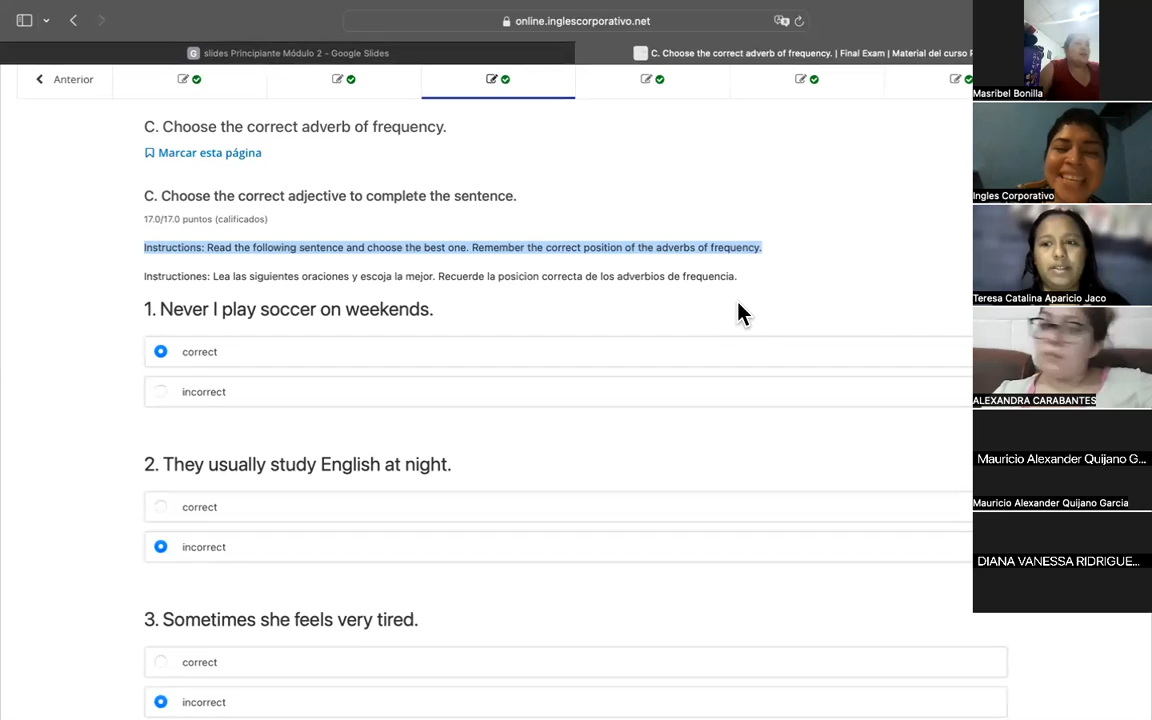 online.inglescorporativo.net
G slides Principiante Módulo 2 - Google Slides
C. Choose the correct adverb of frequency. | Final Exam | Material del curso P
Anterior
C. Choose the correct adverb of frequency.
Marcar esta página
C. Choose the correct adjective to complete the sentence.
17.0/17.0 puntos (calificados)
Instructions: Read the following sentence and choose the best one. Remember the correct position of the adverbs of frequency.
Instructiones: Lea las siguientes oraciones y escoja la mejor. Recuerde la posicion correcta de los adverbios de frequencia.
1. Never I play soccer on weekends.
correct
incorrect
2. They usually study English at night.
correct
incorrect
3. Sometimes she feels very tired.
correct
incorrect
Masribel Bonilla
Ingles Corporativo
Teresa Catalina Aparicio Jaco
ALEXANDRA CARABANTES
Mauricio Alexander Quijano G...
Mauricio Alexander Quijano Garcia
DIANA VANESSA RIDRIGUE...